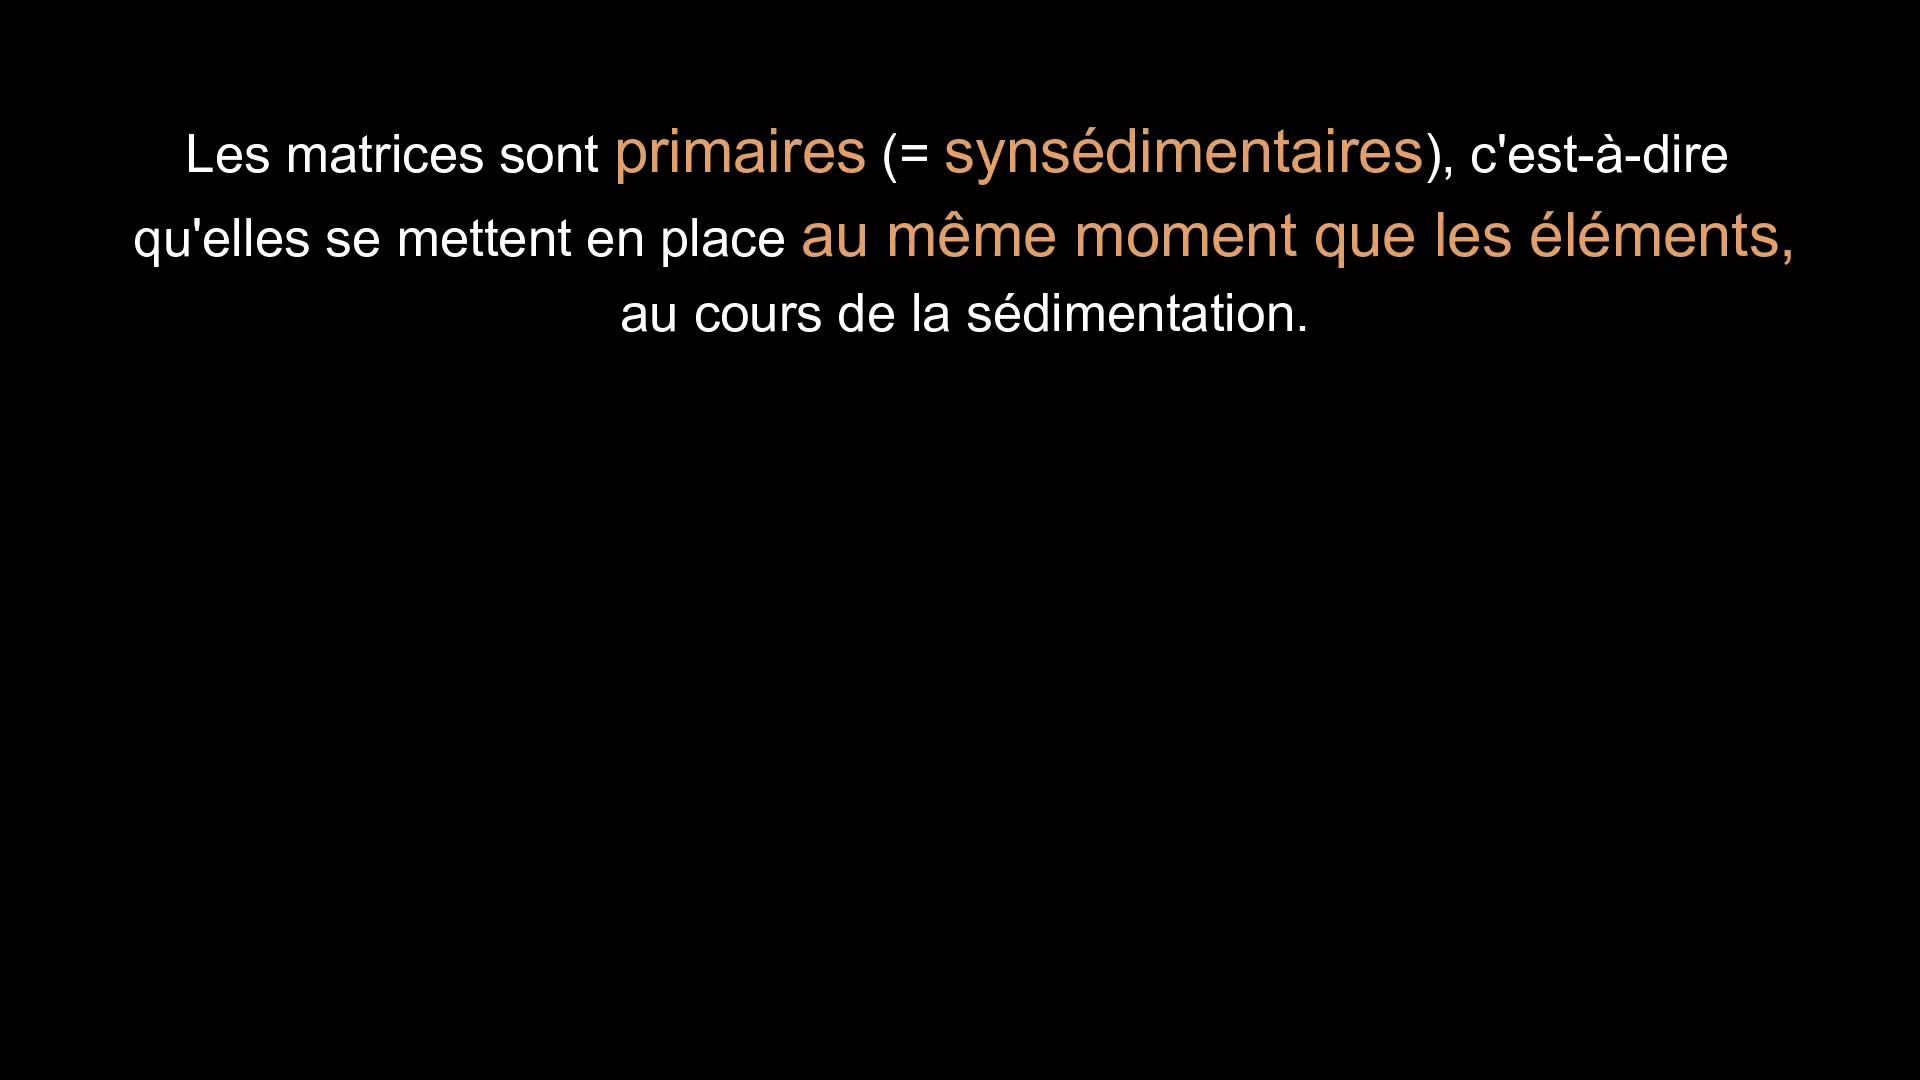 Les matrices sont primaires (= synsédimentaires), c'est-à-dire
qu'elles se mettent en place au même moment que les éléments,
au cours de la sédimentation.